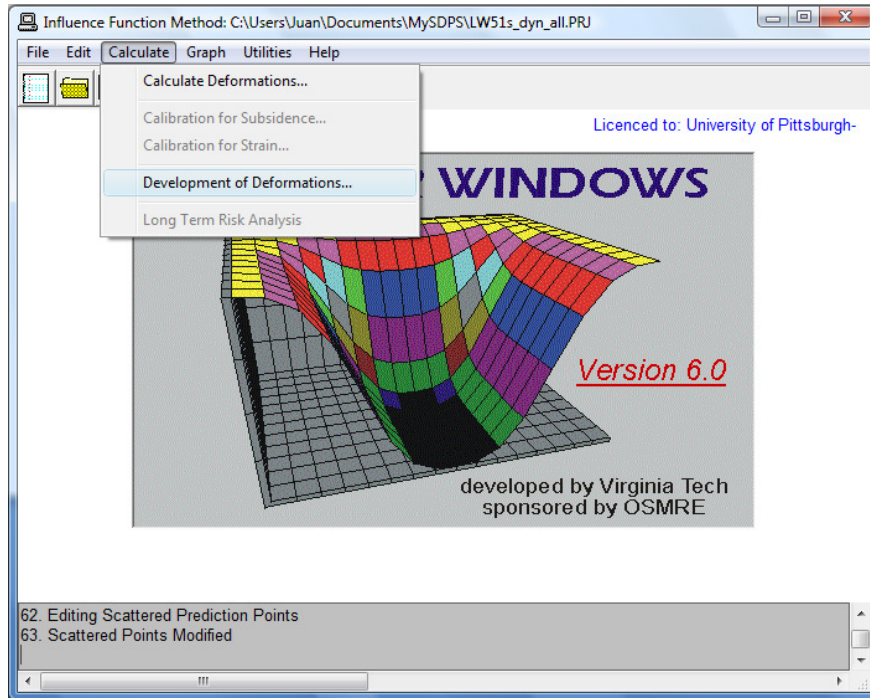 Influence Function Method: C:\Users\Juan\Documents\MySDPS\LW51s_dyn_all.PRJ
File Edit Calculate Graph Utilities Help
Calculate Deformations...
Calibration for Subsidence...
Calibration for Strain...
Development of Deformations...
Long Term Risk Analysis
Licenced to: University of Pittsburgh-
WINDOWS
Version 6.0
developed by Virginia Tech
sponsored by OSMRE
62. Editing Scattered Prediction Points
63. Scattered Points Modified